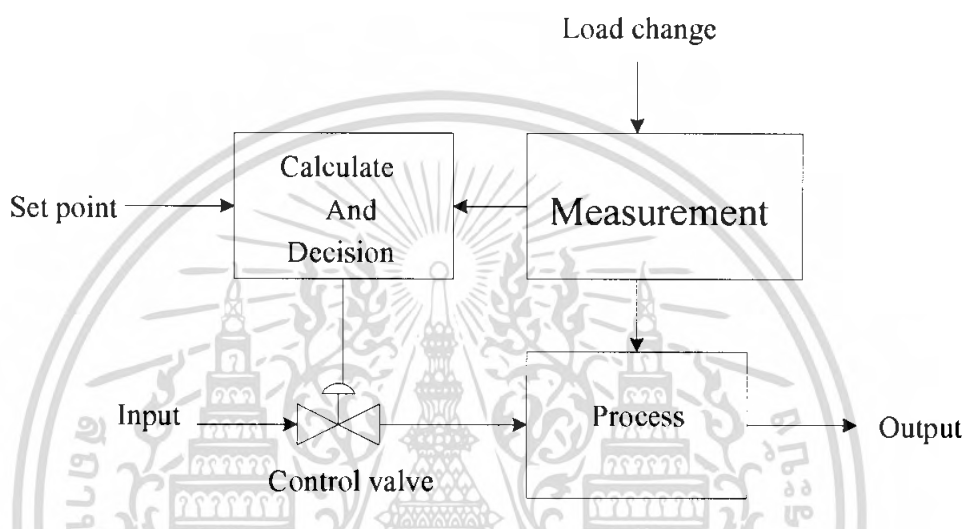 Load change
Calculate
And
Decision
Set point
Measurement
Input
Process
Output
Control valve